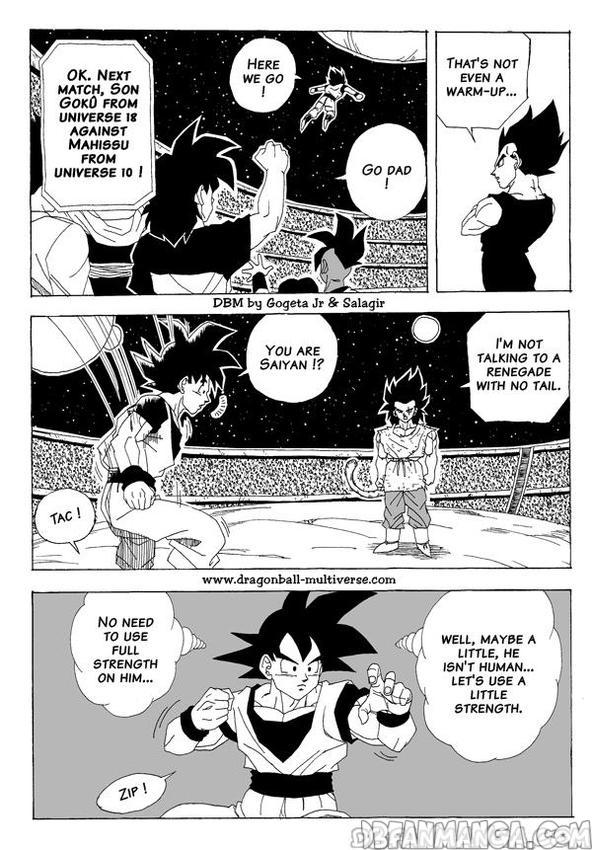 OK. NEXT
MATCH, SON
GOKÛ FROM
UNIVERSE 18
AGAINST
MAHISSU
FROM
UNIVERSE 10 !
HERE
WE GO
!
GO DAD
!
THAT'S NOT
EVEN A
WARM-UP...
DBM by Gogeta Jr & Salagir
YOU ARE
SAIYAN !?
I'M NOT
TALKING TO A
RENEGADE
WITH NO TAIL.
TAC !
www.dragonball-multiverse.com
NO NEED
TO USE
FULL
STRENGTH
ON HIM...
WELL, MAYBE A
LITTLE, HE
ISN'T HUMAN...
LET'S USE A
LITTLE
STRENGTH.
ZIP !
DBFANMANGA.COM